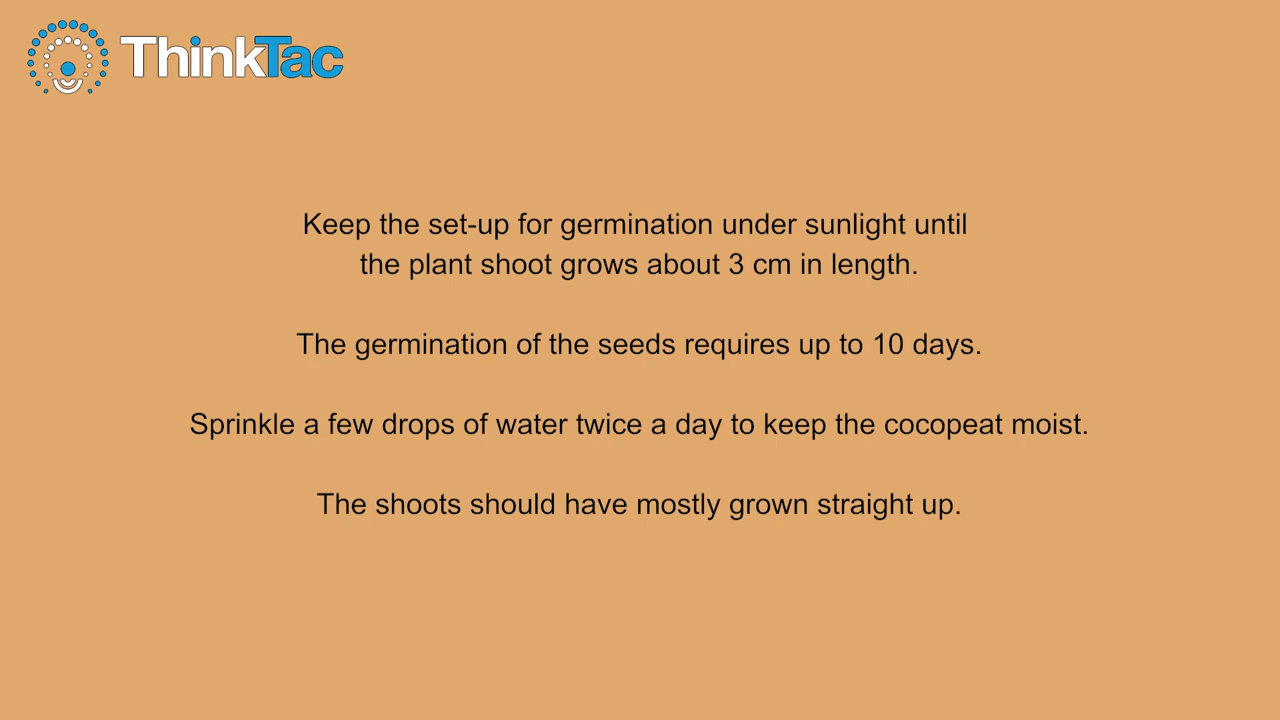 ThinkTac
Keep the set-up for germination under sunlight until
the plant shoot grows about 3 cm in length.
The germination of the seeds requires up to 10 days.
Sprinkle a few drops of water twice a day to keep the cocopeat moist.
The shoots should have mostly grown straight up.